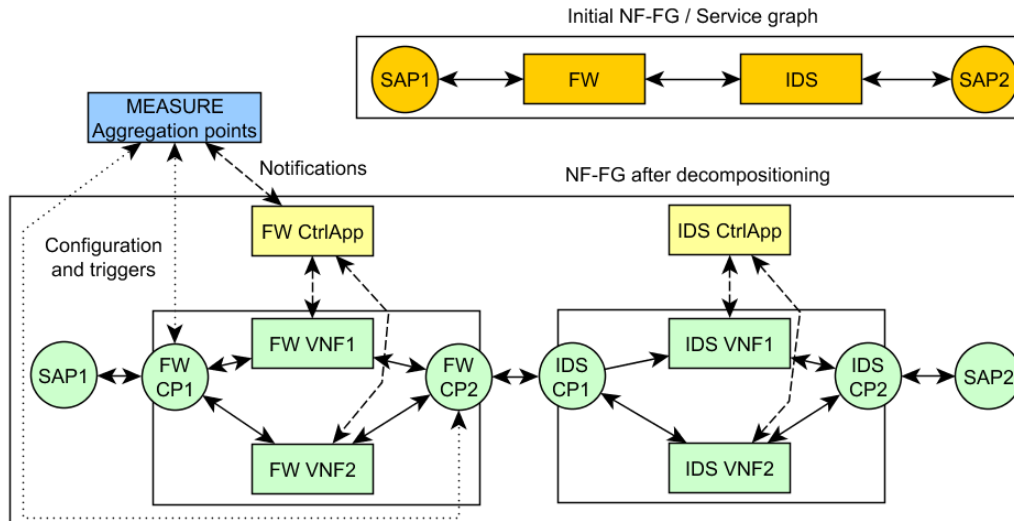 Initial NF-FG / Service graph
SAP1
FW
IDS
SAP2
MEASURE
Aggregation points
Notifications
NF-FG after decompositioning
FW CtrlApp
IDS CtrlApp
Configuration
and triggers
FW VNF1
IDS VNF1
SAP1
FW
CP1
FW
CP2
IDS
CP1
IDS
CP2
SAP2
FW VNF2
IDS VNF2